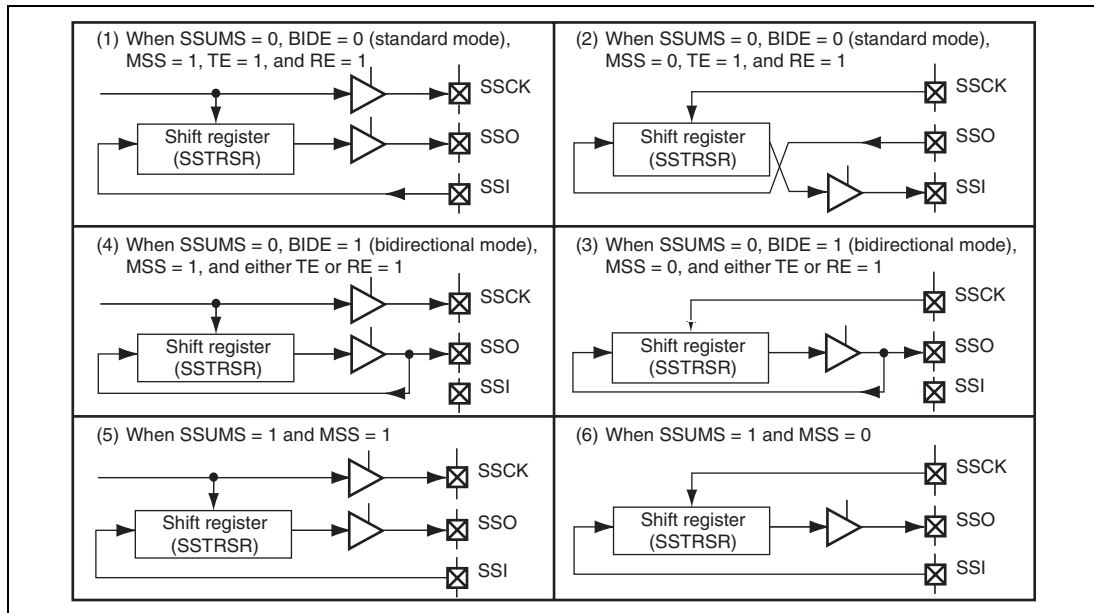 (1) When SSUMS = 0, BIDE = 0 (standard mode),
MSS = 1, TE = 1, and RE = 1
SSCK
Shift register
(SSTRSR)
SSO
SSI
(2) When SSUMS = 0, BIDE = 0 (standard mode),
MSS = 0, TE = 1, and RE = 1
SSCK
Shift register
(SSTRSR)
SSO
SSI
(4) When SSUMS = 0, BIDE = 1 (bidirectional mode),
MSS = 1, and either TE or RE = 1
SSCK
Shift register
(SSTRSR)
SSO
SSI
(3) When SSUMS = 0, BIDE = 1 (bidirectional mode),
MSS = 0, and either TE or RE = 1
SSCK
Shift register
(SSTRSR)
SSO
SSI
(5) When SSUMS = 1 and MSS = 1
SSCK
Shift register
(SSTRSR)
SSO
SSI
(6) When SSUMS = 1 and MSS = 0
SSCK
Shift register
(SSTRSR)
SSO
SSI